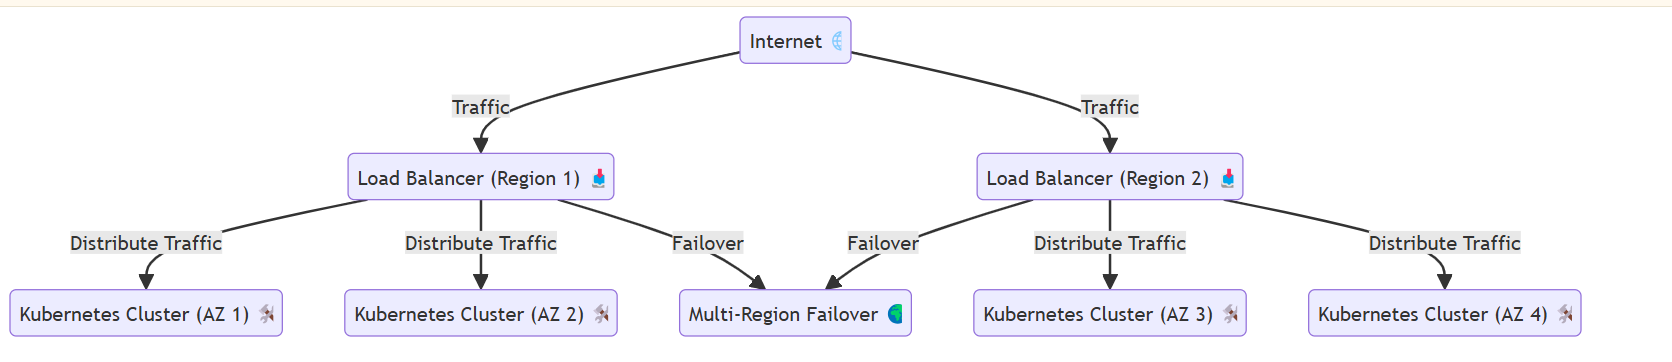 Internet 🌐
Traffic
Traffic
Load Balancer (Region 1) 📥
Load Balancer (Region 2) 📥
Distribute Traffic
Distribute Traffic
Failover
Failover
Distribute Traffic
Distribute Traffic
Kubernetes Cluster (AZ 1) 🛠
Kubernetes Cluster (AZ 2) 🛠
Multi-Region Failover 🌍
Kubernetes Cluster (AZ 3) 🛠
Kubernetes Cluster (AZ 4) 🛠